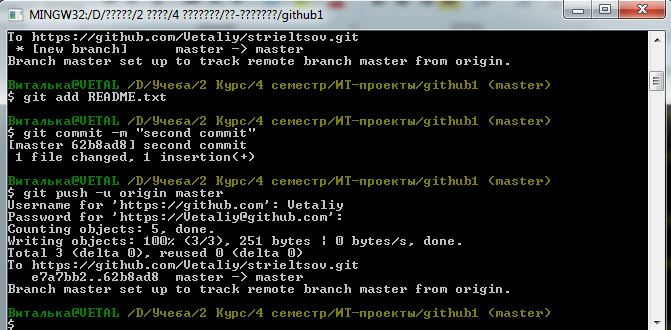 MINGW32:/D/?????/2 ????/4 ???????/??-???????/github1
To https://github.com/Vetaliy/strieltsov.git
 * [new branch]      master -> master
Branch master set up to track remote branch master from origin.
Виталька@VETAL /D/Учеба/2 Курс/4 семестр/ИТ-проекты/github1 (master)
$ git add README.txt
Виталька@VETAL /D/Учеба/2 Курс/4 семестр/ИТ-проекты/github1 (master)
$ git commit -m "second commit"
[master 62b8ad8] second commit
 1 file changed, 1 insertion(+)
Виталька@VETAL /D/Учеба/2 Курс/4 семестр/ИТ-проекты/github1 (master)
$ git push -u origin master
Username for 'https://github.com': Vetaliy
Password for 'https://Vetaliy@github.com':
Counting objects: 5, done.
Writing objects: 100% (3/3), 251 bytes | 0 bytes/s, done.
Total 3 (delta 0), reused 0 (delta 0)
To https://github.com/Vetaliy/strieltsov.git
   e7a7bb2..62b8ad8  master -> master
Branch master set up to track remote branch master from origin.
Виталька@VETAL /D/Учеба/2 Курс/4 семестр/ИТ-проекты/github1 (master)
$